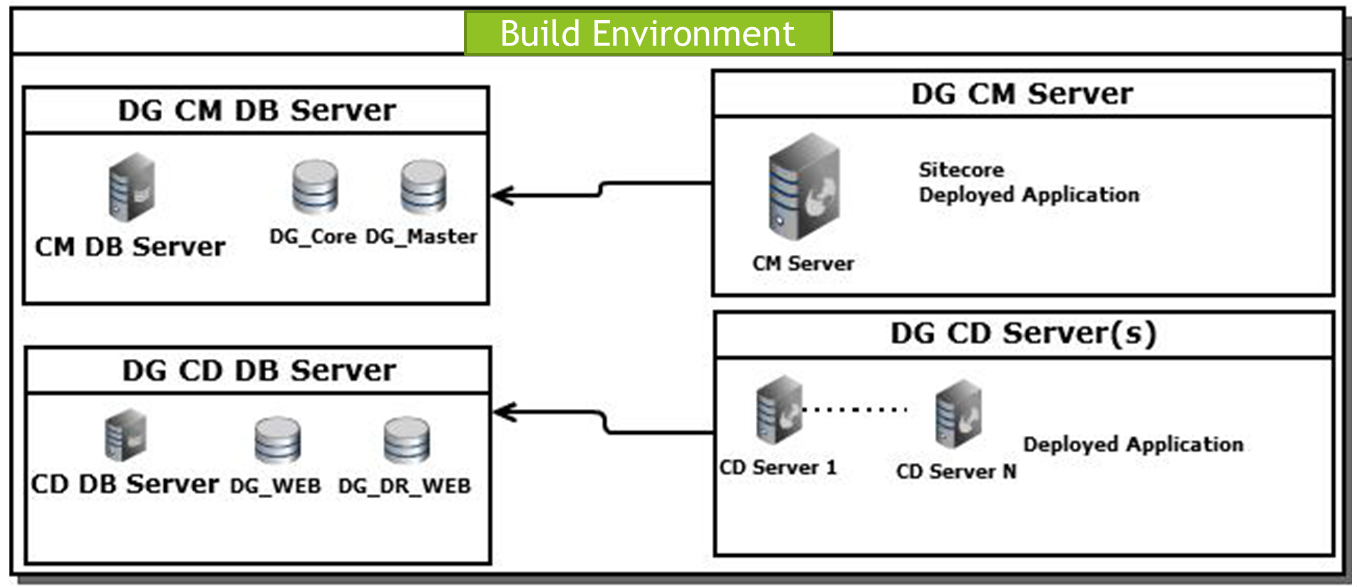 Build Environment
DG CM DB Server
CM DB Server
DG_Core
DG_Master
DG CM Server
Sitecore
Deployed Application
CM Server
DG CD DB Server
CD DB Server
DG_WEB
DG_DR_WEB
DG CD Server(s)
CD Server 1
CD Server N
Deployed Application